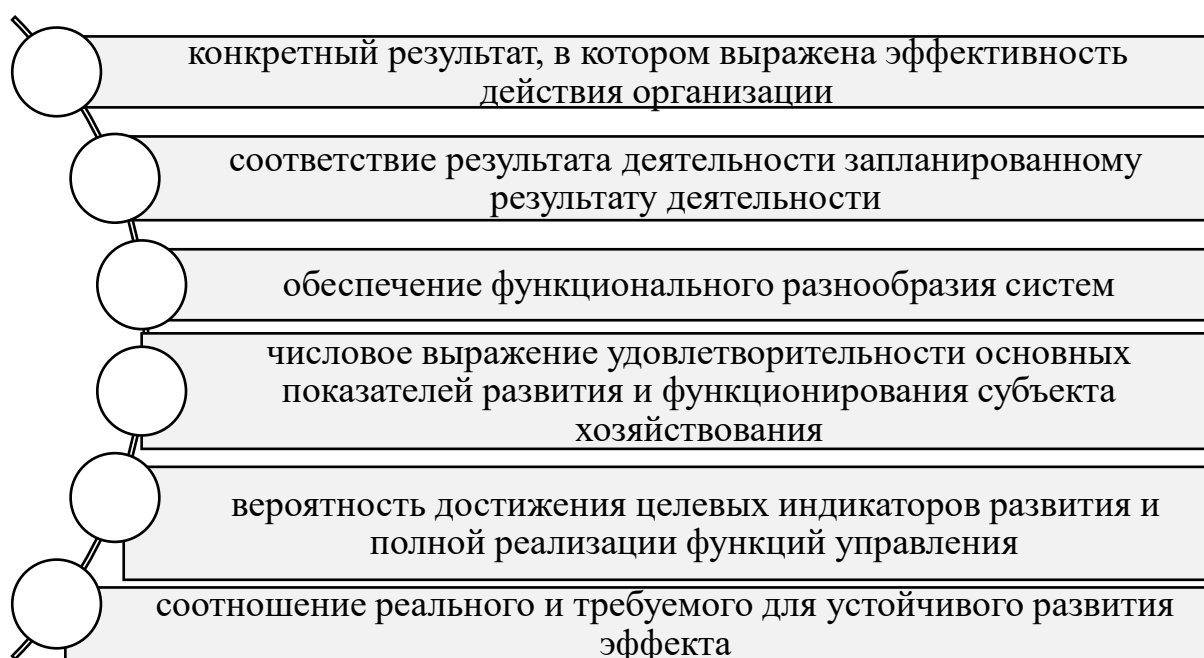 конкретный результат, в котором выражена эффективность
действия организации
соответствие результата деятельности запланированному
результату деятельности
обеспечение функционального разнообразия систем
числовое выражение удовлетворительности основных
показателей развития и функционирования субъекта
хозяйствования
вероятность достижения целевых индикаторов развития и
полной реализации функций управления
соотношение реального и требуемого для устойчивого развития
эффекта